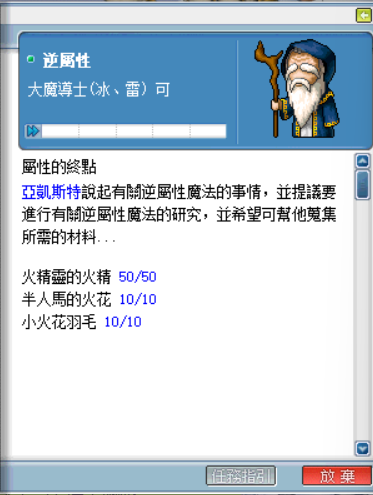 逆屬性
大魔導士(冰、雷) 可
屬性的終點
亞凱斯特說起有關逆屬性魔法的事情，並提議要
進行有關逆屬性魔法的研究，並希望可幫他蒐集
所需的材料...
火精靈的火精 50/50
半人馬的火花 10/10
小火花羽毛 10/10
任務指引
放棄